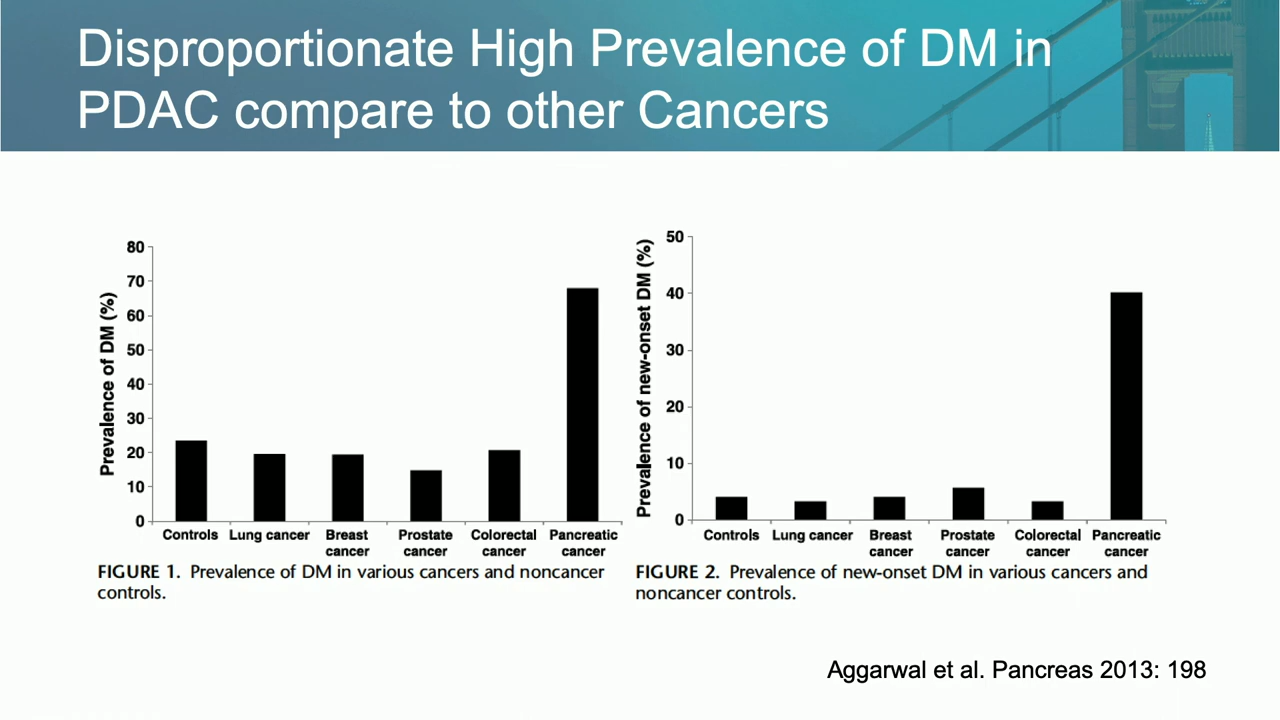 Disproportionate High Prevalence of DM in
PDAC compare to other Cancers
Prevalence of DM (%)
80
70
60
50
40
30
20
10
0
Controls
Lung cancer
Breast
cancer
Prostate
cancer
Colorectal
cancer
Pancreatic
cancer
FIGURE 1. Prevalence of DM in various cancers and noncancer
controls.
Prevalence of new-onset DM (%)
50
40
30
20
10
0
Controls
Lung cancer
Breast
cancer
Prostate
cancer
Colorectal
cancer
Pancreatic
cancer
FIGURE 2. Prevalence of new-onset DM in various cancers and
noncancer controls.
Aggarwal et al. Pancreas 2013: 198